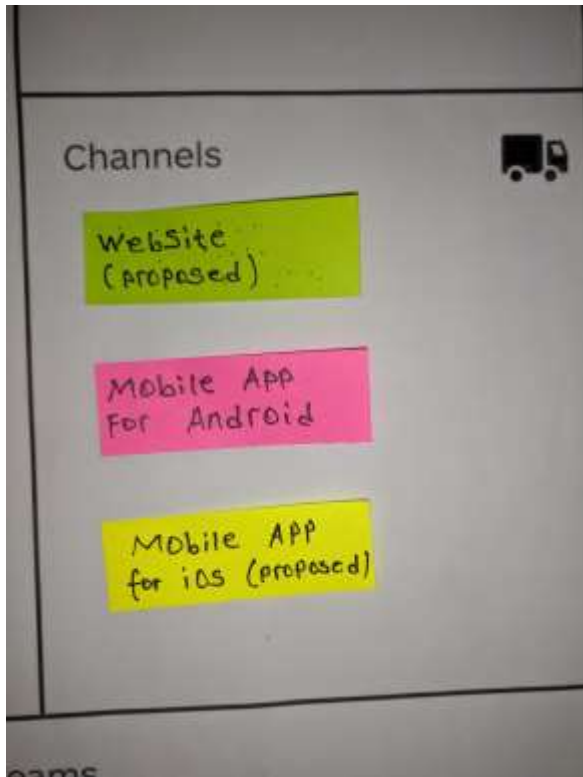 Channels
Website
(proposed)
Mobile App
For Android
Mobile App
for ios (proposed)